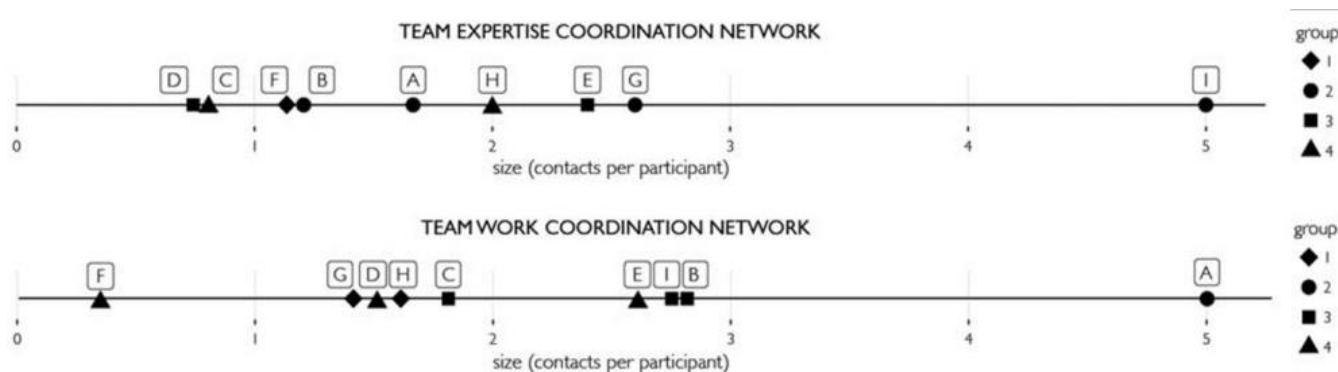 TEAM EXPERTISE COORDINATION NETWORK
group
D C F B A H E G I
1
2
3
4
0 1 2 3 4 5
size (contacts per participant)
TEAM WORK COORDINATION NETWORK
group
F G D H C E I B A
1
2
3
4
0 1 2 3 4 5
size (contacts per participant)